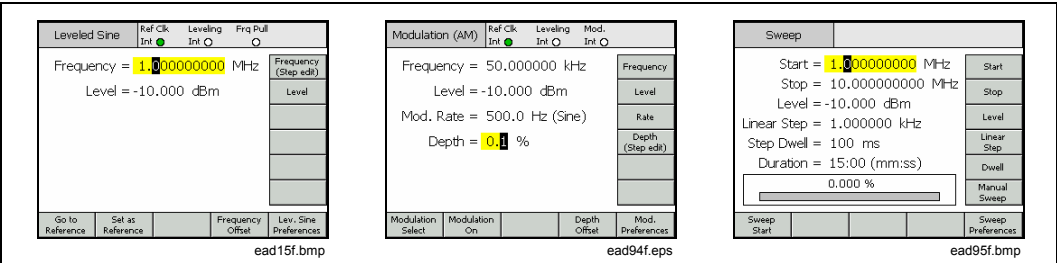 Leveled Sine
Ref Clk Leveling Frq Pull
Int Int
Frequency = 1.000000000 MHz
Level = -10.000 dBm
Frequency
(Step edit)
Level
Go to
Reference
Set as
Reference
Frequency
Offset
Lev. Sine
Preferences
ead15f.bmp
Modulation (AM)
Ref Clk Leveling Mod.
Int Int Int
Frequency = 50.000000 kHz
Level = -10.000 dBm
Mod. Rate = 500.0 Hz (Sine)
Depth = 0.1 %
Frequency
Level
Rate
Depth
(Step edit)
Modulation
Select
Modulation
On
Depth
Offset
Mod.
Preferences
ead94f.eps
Sweep
Start = 1.000000000 MHz
Stop = 10.000000000 MHz
Level = -10.000 dBm
Linear Step = 1.000000 kHz
Step Dwell = 100 ms
Duration = 15:00 (mm:ss)
0.000 %
Start
Stop
Level
Linear
Step
Dwell
Manual
Sweep
Sweep
Start
Sweep
Preferences
ead95f.bmp